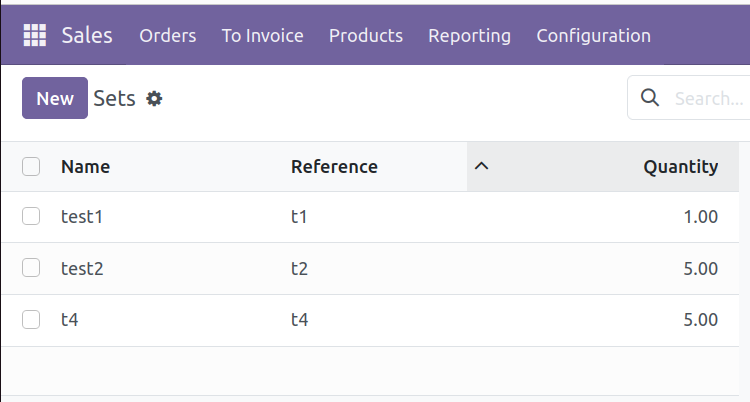 Sales Orders To Invoice Products Reporting Configuration
New Sets Search...
Name Reference Quantity
test1 t1 1.00
test2 t2 5.00
t4 t4 5.00